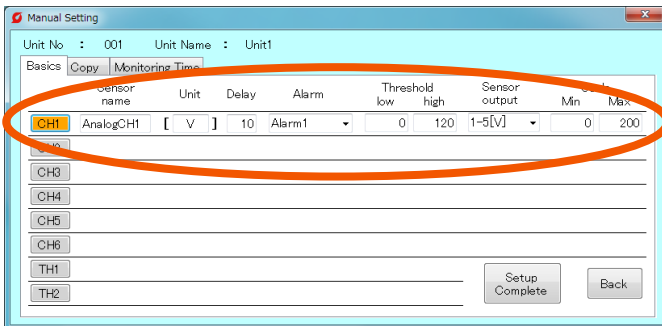 Manual Setting
Unit No : 001 Unit Name : Unit1
Basics Copy Monitoring Time
Sensor name Unit Delay Alarm Threshold low high Sensor output Min Max
CH1 AnalogCH1 [ V ] 10 Alarm1 0 120 1-5[V] 0 200
CH3
CH4
CH5
CH6
TH1
TH2
Setup Complete
Back